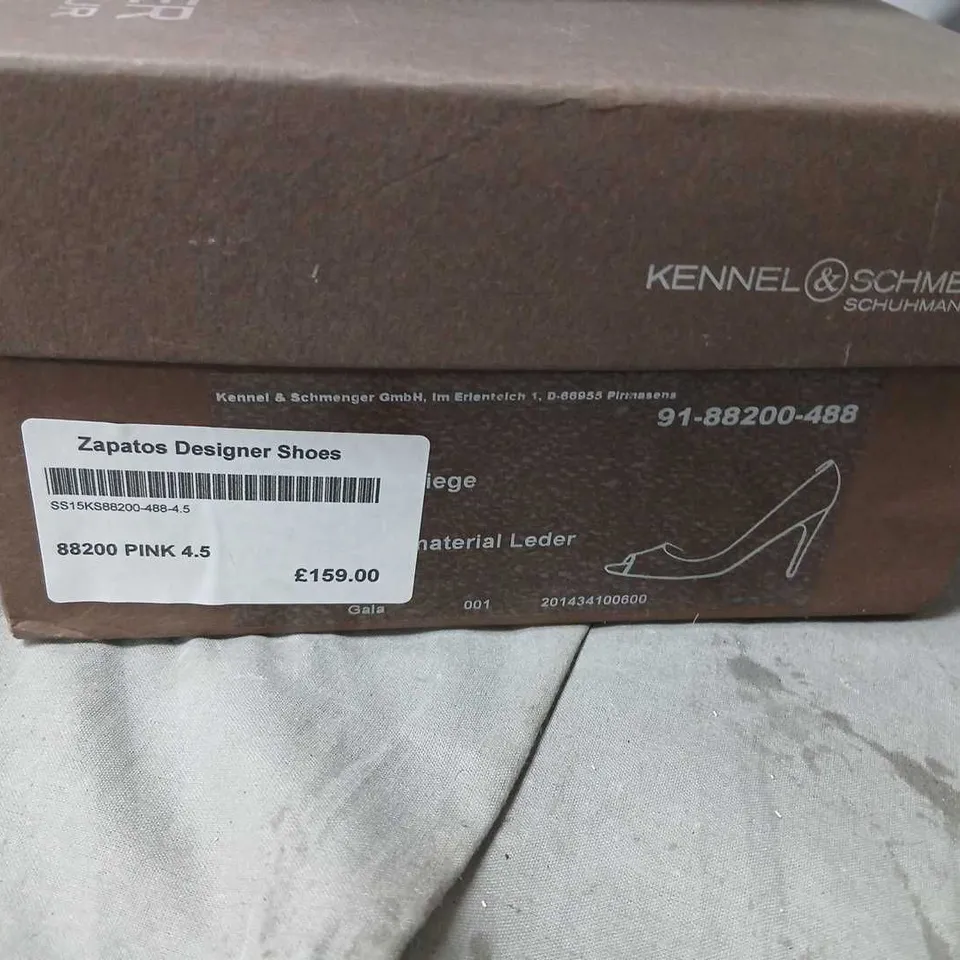 KENNEL & SCHME
SCHUHMAN
Kennel & Schmenger GmbH, Im Erlenteich 1, D-66955 Pirmasens
91-88200-488
Zapatos Designer Shoes
SS15KS88200-488-4.5
88200 PINK 4.5
£159.00
iege
material Leder
Gala 001 201434100600